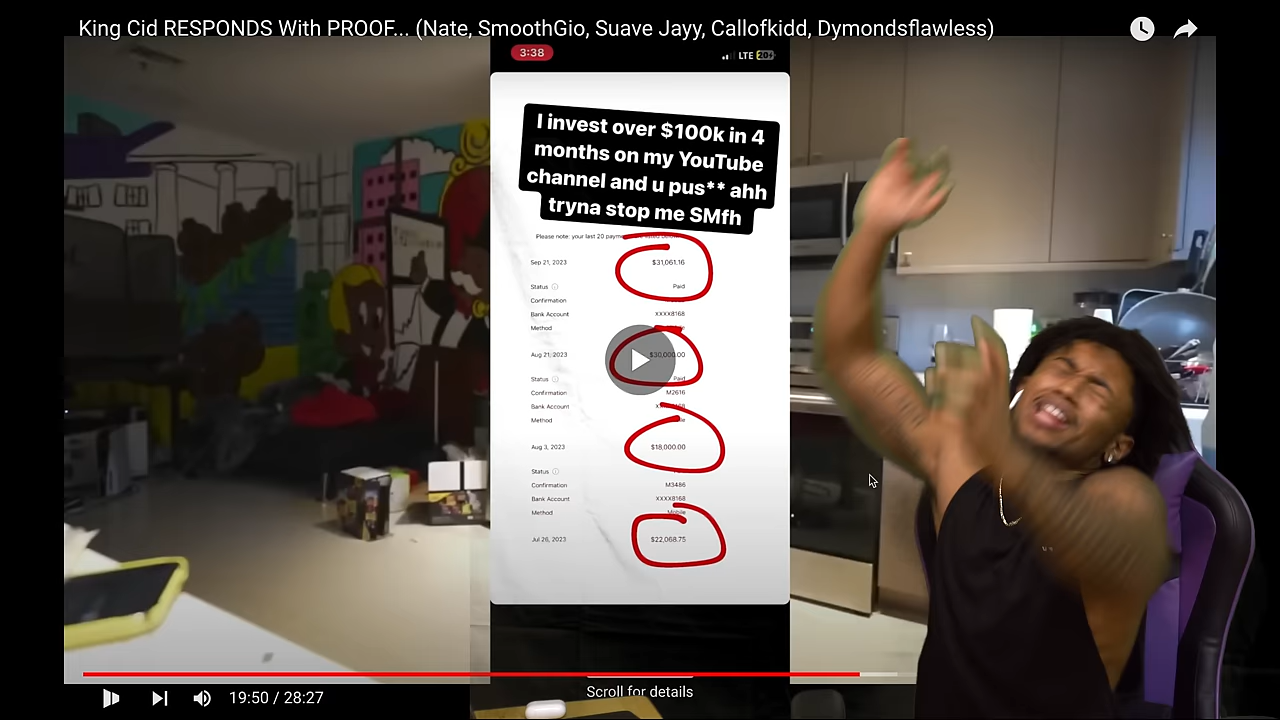 King Cid RESPONDS With PROOF... (Nate, SmoothGio, Suave Jayy, Callofkidd, Dymondsflawless)
3:38
LTE
I invest over $100k in 4
months on my YouTube
channel and u pus** ahh
tryna stop me SMfh
Please note: your last 20
Sep 21, 2023 $31,061.16
Status Paid
Confirmation
Bank Account XXXX8168
Method
Aug 21, 2023 $30,000.00
Status Paid
Confirmation M2616
Bank Account
Method
Aug 3, 2023 $18,000.00
Status
Confirmation M3486
Bank Account XXXX8168
Method Mobile
Jul 26, 2023 $22,068.75
Scroll for details
19:50 / 28:27